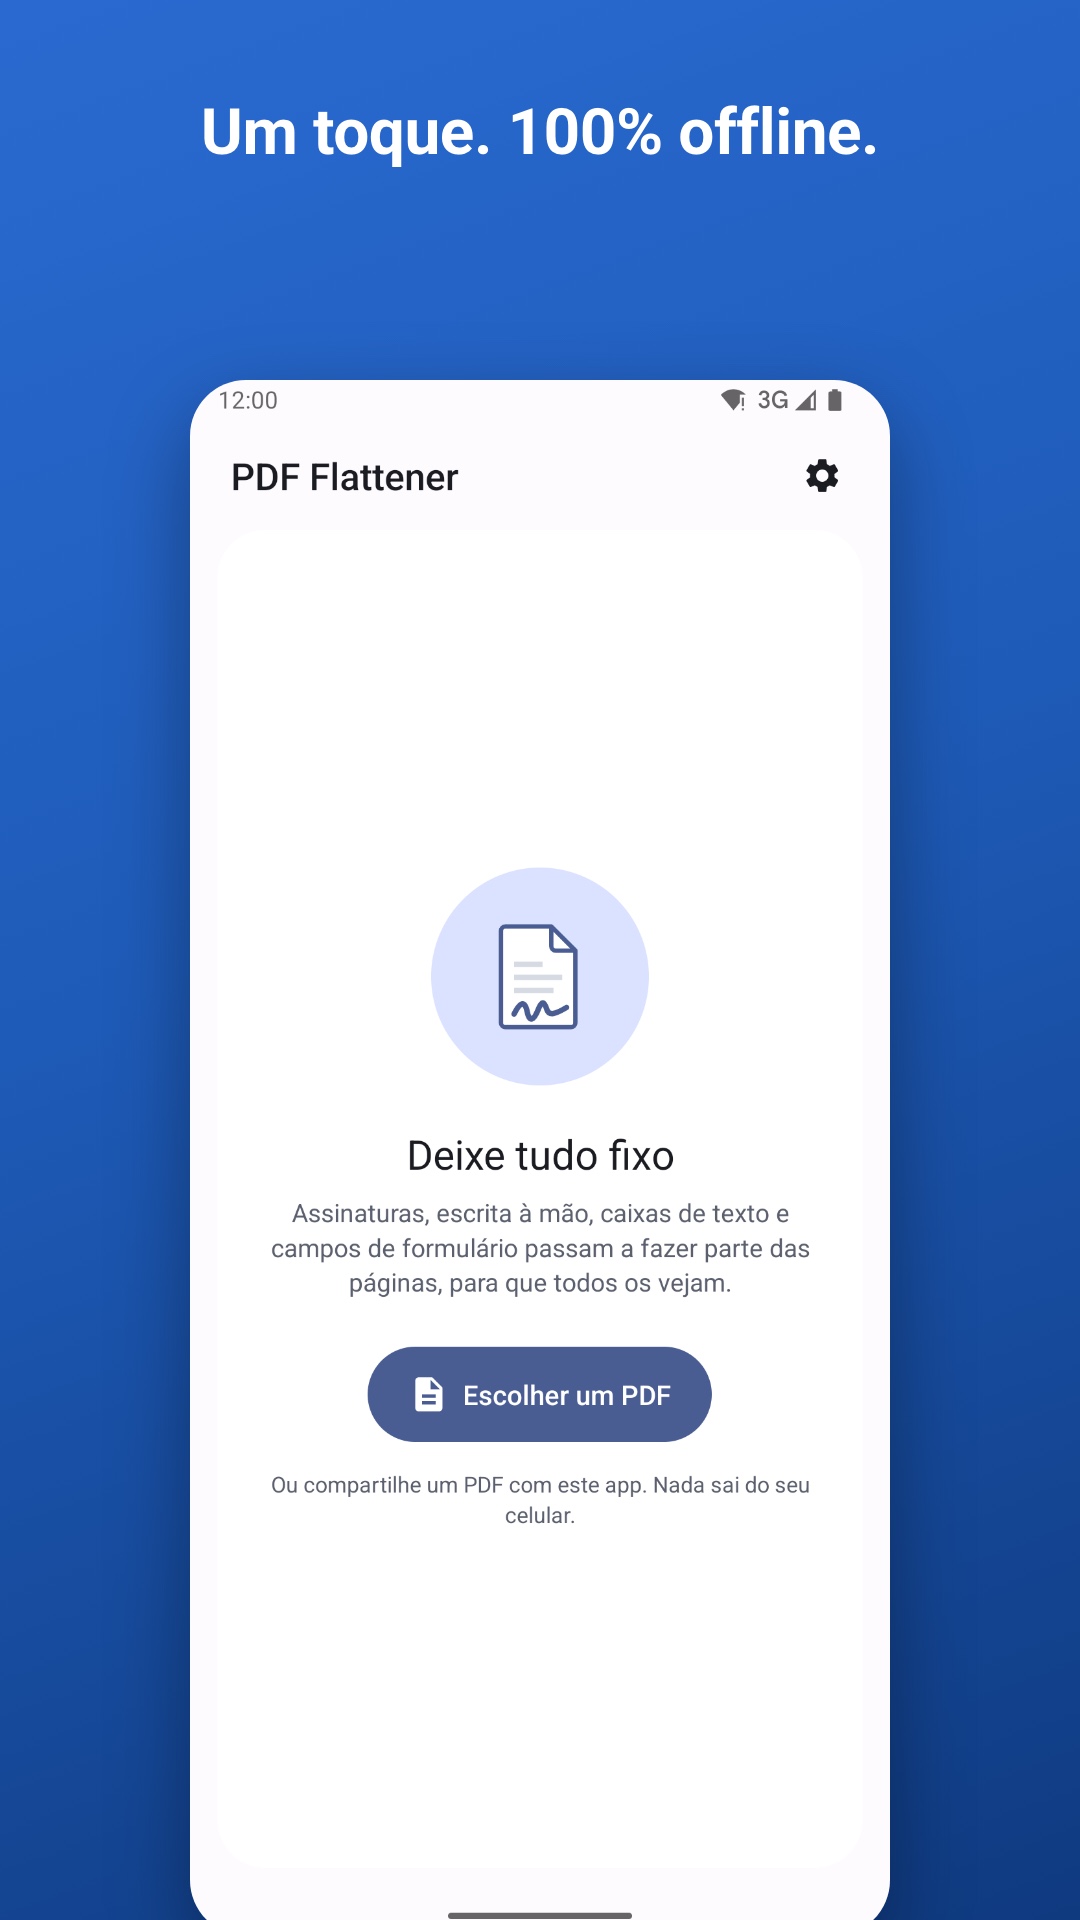 Um toque. 100% offline.
12:00
3G
PDF Flattener
Deixe tudo fixo
Assinaturas, escrita à mão, caixas de texto e
campos de formulário passam a fazer parte das
páginas, para que todos os vejam.
Escolher um PDF
Ou compartilhe um PDF com este app. Nada sai do seu
celular.